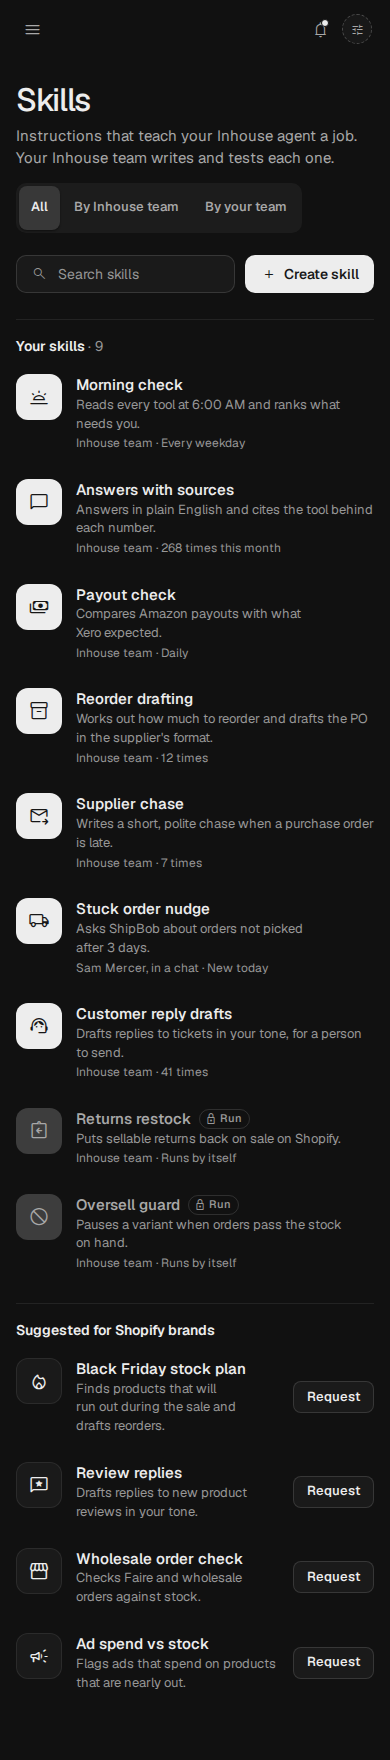 Skills
Instructions that teach your Inhouse agent a job.
Your Inhouse team writes and tests each one.
All
By Inhouse team
By your team
Search skills
+ Create skill
Your skills · 9
Morning check
Reads every tool at 6:00 AM and ranks what
needs you.
Inhouse team · Every weekday
Answers with sources
Answers in plain English and cites the tool behind
each number.
Inhouse team · 268 times this month
Payout check
Compares Amazon payouts with what
Xero expected.
Inhouse team · Daily
Reorder drafting
Works out how much to reorder and drafts the PO
in the supplier's format.
Inhouse team · 12 times
Supplier chase
Writes a short, polite chase when a purchase order
is late.
Inhouse team · 7 times
Stuck order nudge
Asks ShipBob about orders not picked
after 3 days.
Sam Mercer, in a chat · New today
Customer reply drafts
Drafts replies to tickets in your tone, for a person
to send.
Inhouse team · 41 times
Returns restock Run
Puts sellable returns back on sale on Shopify.
Inhouse team · Runs by itself
Oversell guard Run
Pauses a variant when orders pass the stock
on hand.
Inhouse team · Runs by itself
Suggested for Shopify brands
Black Friday stock plan
Finds products that will
run out during the sale and
drafts reorders.
Request
Review replies
Drafts replies to new product
reviews in your tone.
Request
Wholesale order check
Checks Faire and wholesale
orders against stock.
Request
Ad spend vs stock
Flags ads that spend on products
that are nearly out.
Request